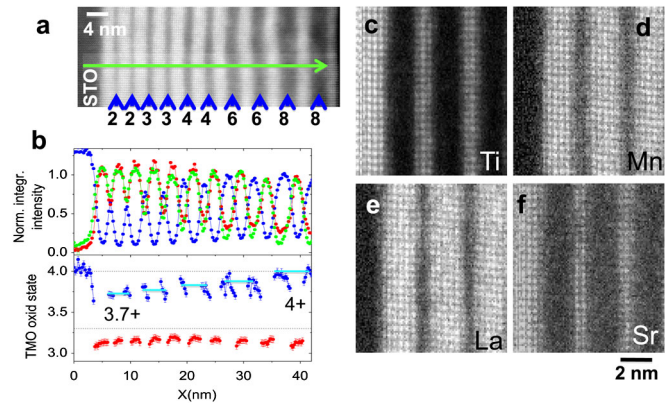 a
4 nm
STO
2 2 3 3 4 4 6 6 8 8
b
Norm. integr.
intensity
1.0
0.5
0.0
TMO oxid state
4.0
3.5
3.0
3.7+
4+
0 10 20 30 40
X(nm)
c
Ti
d
Mn
e
La
f
Sr
2 nm